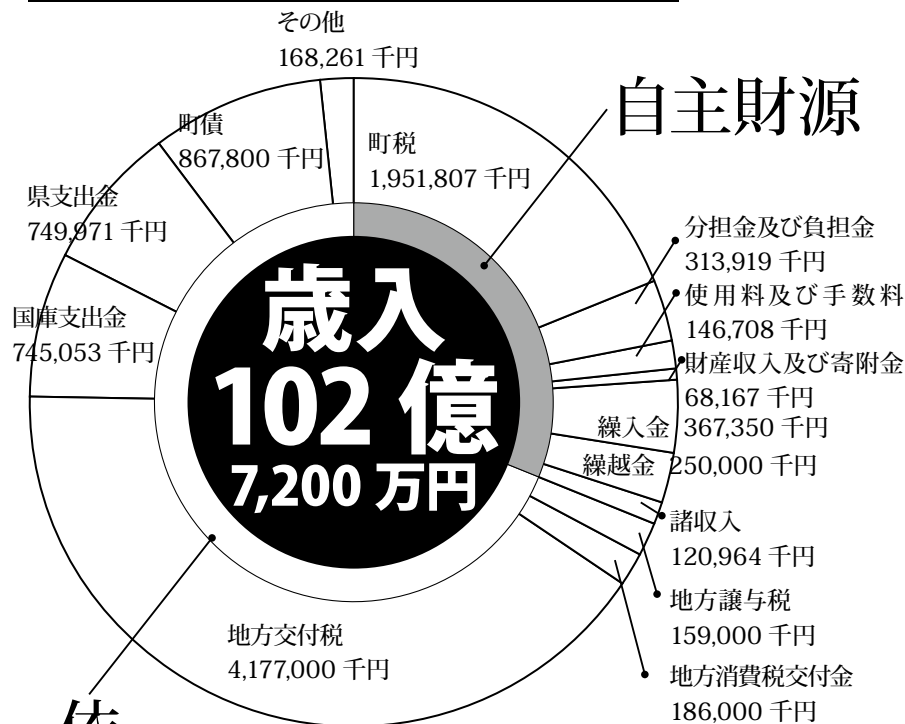 その他
168,261 千円
自主財源
町債
867,800 千円
町税
1,951,807 千円
県支出金
749,971 千円
分担金及び負担金
313,919 千円
使用料及び手数料
146,708 千円
国庫支出金
745,053 千円
財産収入及び寄附金
68,167 千円
歳入
102 億
7,200 万円
繰入金 367,350 千円
繰越金 250,000 千円
諸収入
120,964 千円
地方譲与税
159,000 千円
地方交付税
4,177,000 千円
地方消費税交付金
186,000 千円